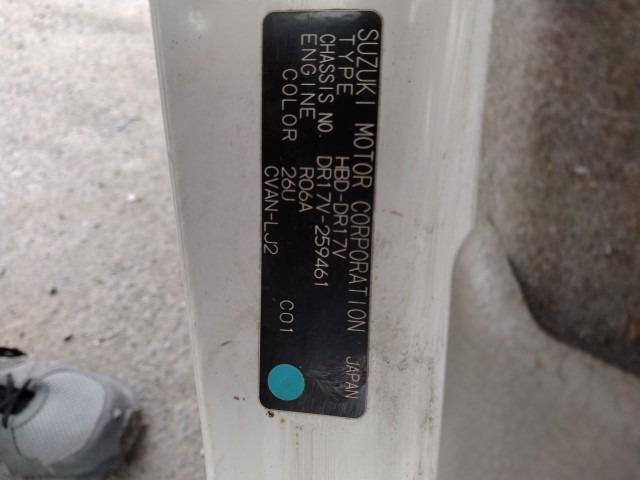 SUZUKI MOTOR CORPORATION JAPAN
TYPE HBD-DR17V
CHASSIS NO. DR17V-259461
ENGINE R06A
COLOR 26U C01
CVAN-LJ2